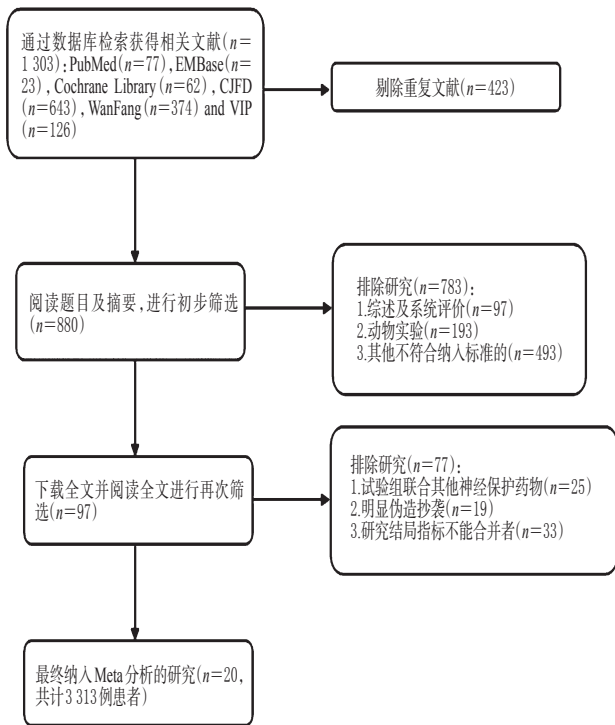 通过数据库检索获得相关文献(n=
1 303):PubMed(n=77),EMBase(n=
23),Cochrane Library(n=62),CJFD
(n=643),WanFang(n=374) and VIP
(n=126)
剔除重复文献(n=423)
阅读题目及摘要,进行初步筛选
(n=880)
排除研究(n=783):
1.综述及系统评价(n=97)
2.动物实验(n=193)
3.其他不符合纳入标准的(n=493)
下载全文并阅读全文进行再次筛
选(n=97)
排除研究(n=77):
1.试验组联合其他神经保护药物(n=25)
2.明显伪造抄袭(n=19)
3.研究结局指标不能合并者(n=33)
最终纳入Meta分析的研究(n=20,
共计3 313例患者)